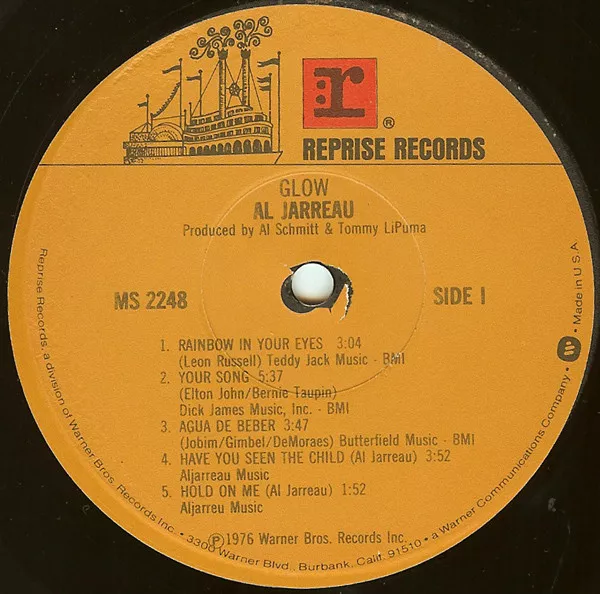 r
®
REPRISE RECORDS
GLOW
AL JARREAU
Produced by Al Schmitt & Tommy LiPuma
MS 2248
SIDE 1
1. RAINBOW IN YOUR EYES 3:04
(Leon Russell) Teddy Jack Music - BMI
2. YOUR SONG 5:37
(Elton John/Bernie Taupin)
Dick James Music, Inc. - BMI
3. AGUA DE BEBER 3:47
(Jobim/Gimbel/DeMoraes) Butterfield Music - BMI
4. HAVE YOU SEEN THE CHILD (Al Jarreau) 3:52
Aljarreau Music
5. HOLD ON ME (Al Jarreau) 1:52
Aljarreu Music
℗1976 Warner Bros. Records Inc.
Reprise Records, a division of Warner Bros. Records Inc. • 3300 Warner Blvd., Burbank, Calif. 91510 • a Warner Communications Company. • Made in U.S.A.